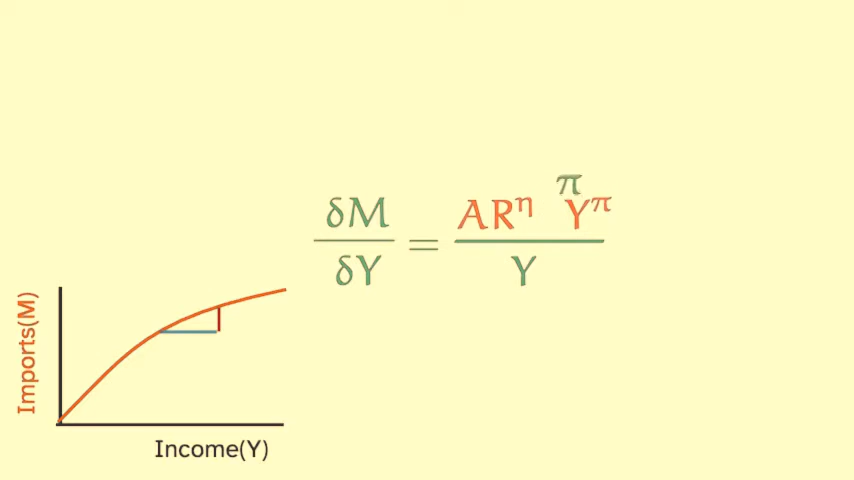 δM/δY = ARη π Yπ / Y
Imports(M)
Income(Y)